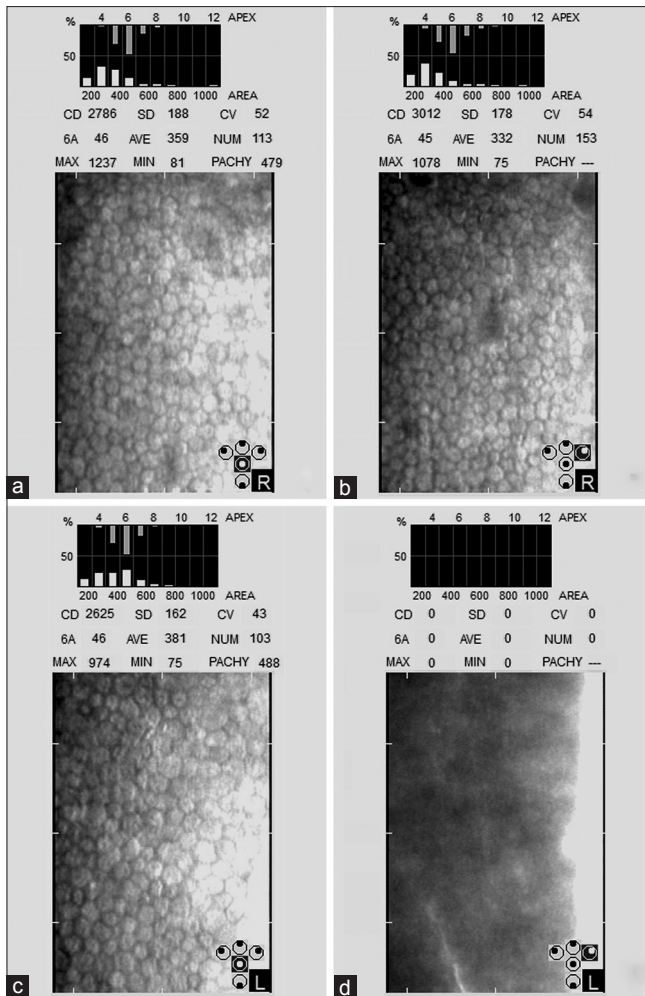 % 4 6 8 10 12 APEX
50
200 400 600 800 1000 AREA
CD 2786 SD 188 CV 52
6A 46 AVE 359 NUM 113
MAX 1237 MIN 81 PACHY 479
a R
% 4 6 8 10 12 APEX
50
200 400 600 800 1000 AREA
CD 3012 SD 178 CV 54
6A 45 AVE 332 NUM 153
MAX 1078 MIN 75 PACHY ---
b R
% 4 6 8 10 12 APEX
50
200 400 600 800 1000 AREA
CD 2625 SD 162 CV 43
6A 46 AVE 381 NUM 103
MAX 974 MIN 75 PACHY 488
c L
% 4 6 8 10 12 APEX
50
200 400 600 800 1000 AREA
CD 0 SD 0 CV 0
6A 0 AVE 0 NUM 0
MAX 0 MIN 0 PACHY ---
d L